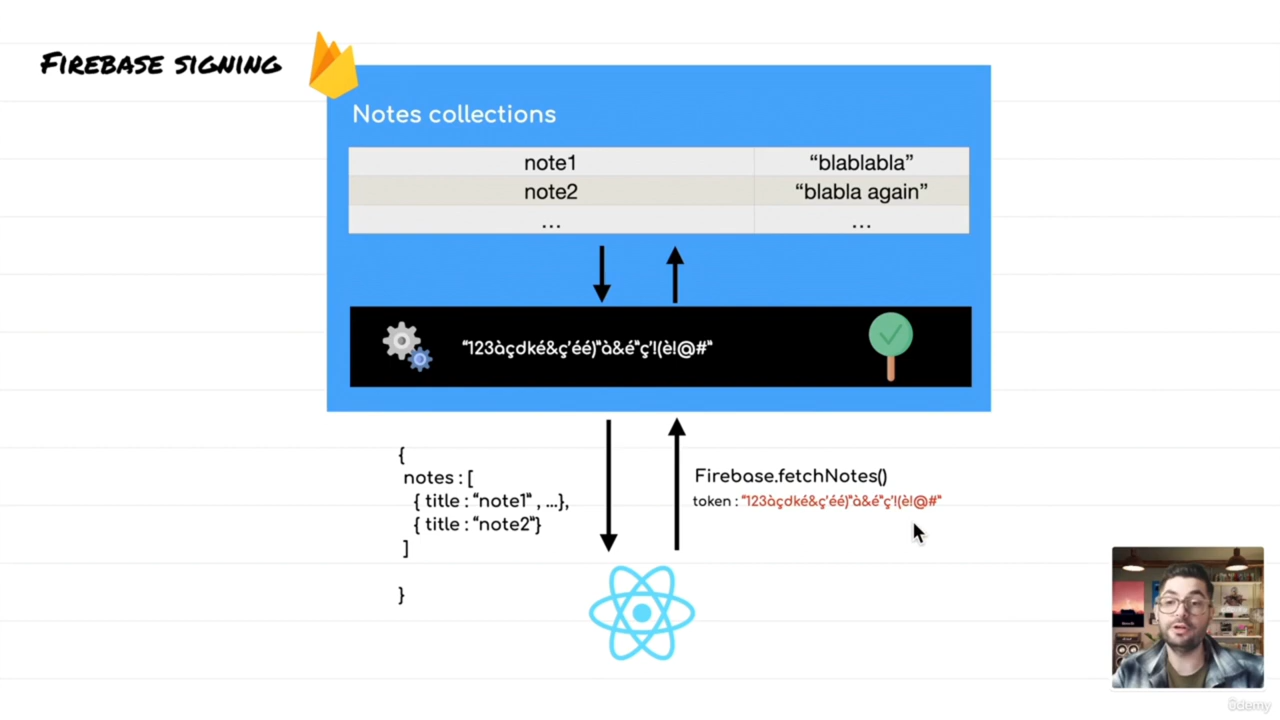 FIREBASE SIGNING
Notes collections
note1 “blablabla”
note2 “blabla again”
... ...
“123àçdké&ç’éé)”à&é”ç’!(è!@#”
{
notes : [
{ title : “note1” , ...},
{ title : “note2”}
]
}
Firebase.fetchNotes()
token : “123àçdké&ç’éé)”à&é”ç’!(è!@#”
ûdemy